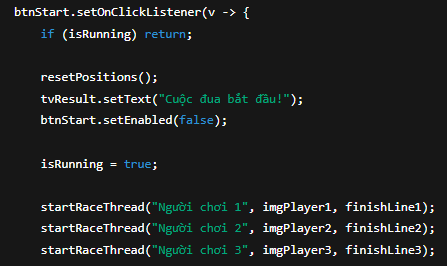 btnStart.setOnClickListener(v -> {
if (isRunning) return;
resetPositions();
tvResult.setText("Cuộc đua bắt đầu!");
btnStart.setEnabled(false);
isRunning = true;
startRaceThread("Người chơi 1", imgPlayer1, finishLine1);
startRaceThread("Người chơi 2", imgPlayer2, finishLine2);
startRaceThread("Người chơi 3", imgPlayer3, finishLine3);